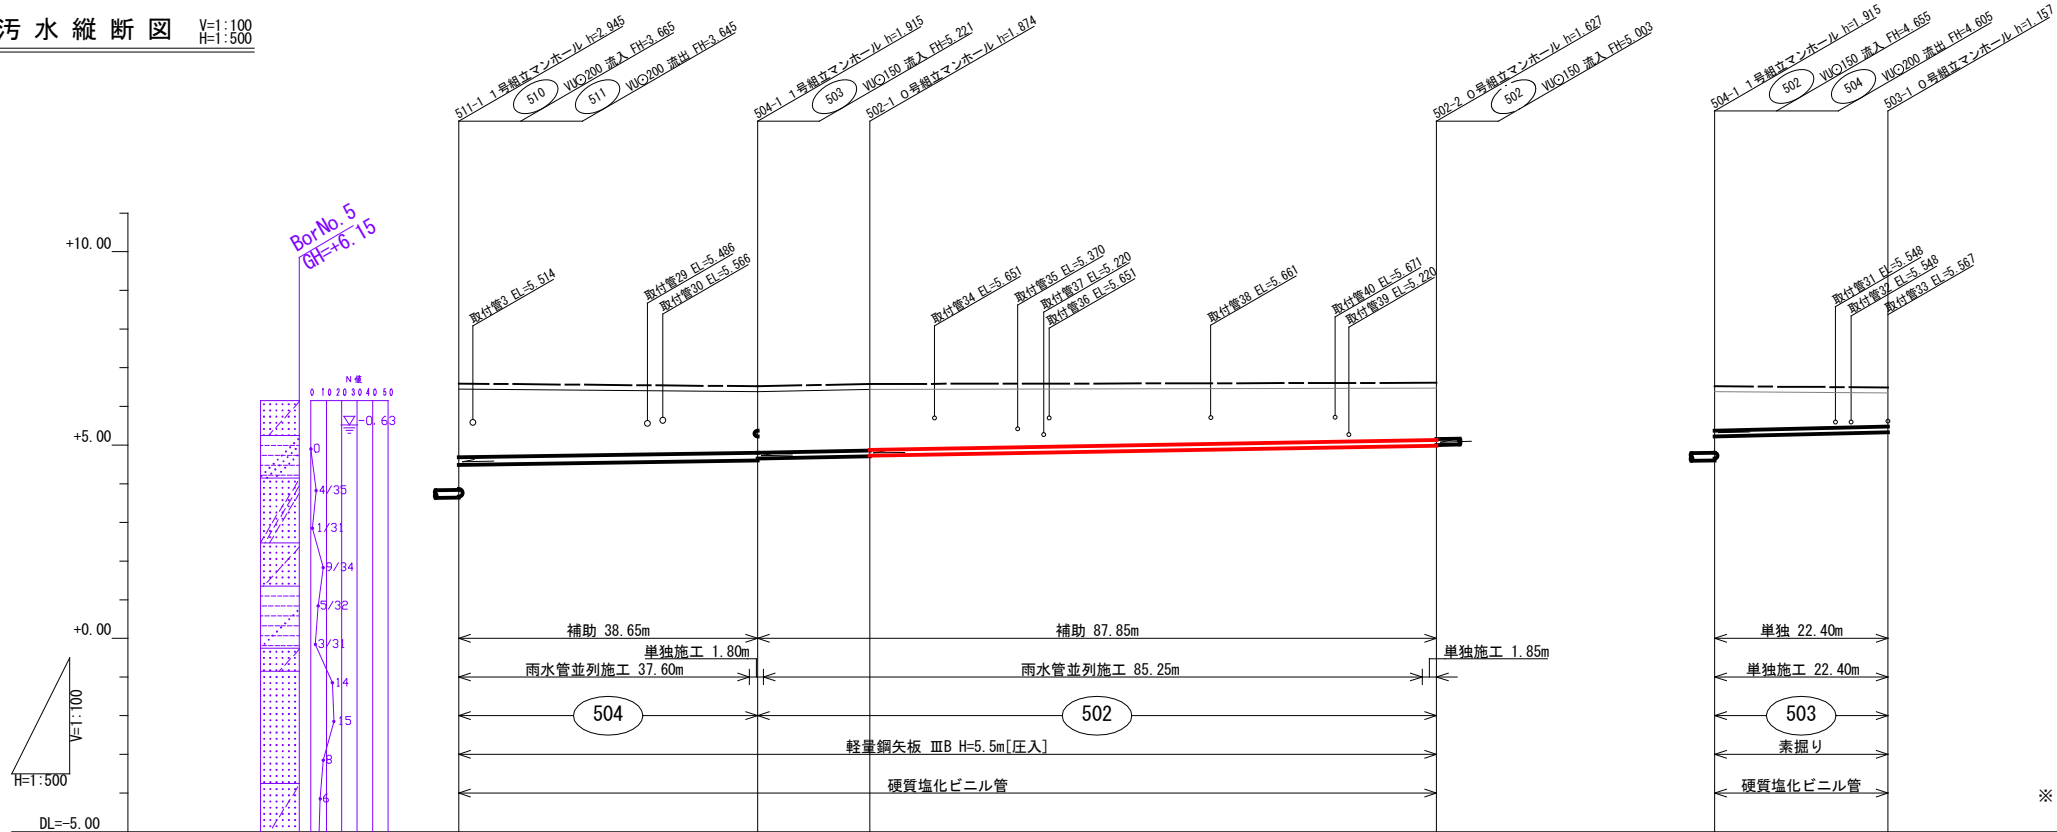 汚水縦断図 V=1:100 H=1:500
511-1 1号組立マンホール h=2.945
510 VU⊙200 流入 FH=3.665
511 VU⊙200 流出 FH=3.645
504-1 1号組立マンホール h=1.915
503 VU⊙150 流入 FH=5.221
502-1 0号組立マンホール h=1.874
502-2 0号組立マンホール h=1.627
502 VU⊙150 流入 FH=5.003
504-1 1号組立マンホール h=1.915
502 VU⊙150 流入 FH=4.655
504 VU⊙200 流出 FH=4.605
503-1 0号組立マンホール h=1.157
BorNo.5
GH=+6.15
取付管3 EL=5.514
取付管29 EL=5.486
取付管30 EL=5.566
取付管34 EL=5.651
取付管35 EL=5.370
取付管37 EL=5.220
取付管36 EL=5.651
取付管38 EL=5.661
取付管40 EL=5.671
取付管39 EL=5.220
取付管31 EL=5.548
取付管32 EL=5.548
取付管33 EL=5.567
+10.00
+5.00
+0.00
DL=-5.00
N値
0 10 20 30 40 50
-0.63
0
4/35
1/31
9/34
5/32
3/31
14
15
8
6
補助 38.65m
補助 87.85m
単独 22.40m
単独施工 1.80m
単独施工 1.85m
雨水管並列施工 37.60m
雨水管並列施工 85.25m
単独施工 22.40m
504
502
503
軽量鋼矢板 ⅢB H=5.5m[圧入]
素掘り
硬質塩化ビニル管
硬質塩化ビニル管
V=1:100
H=1:500
※